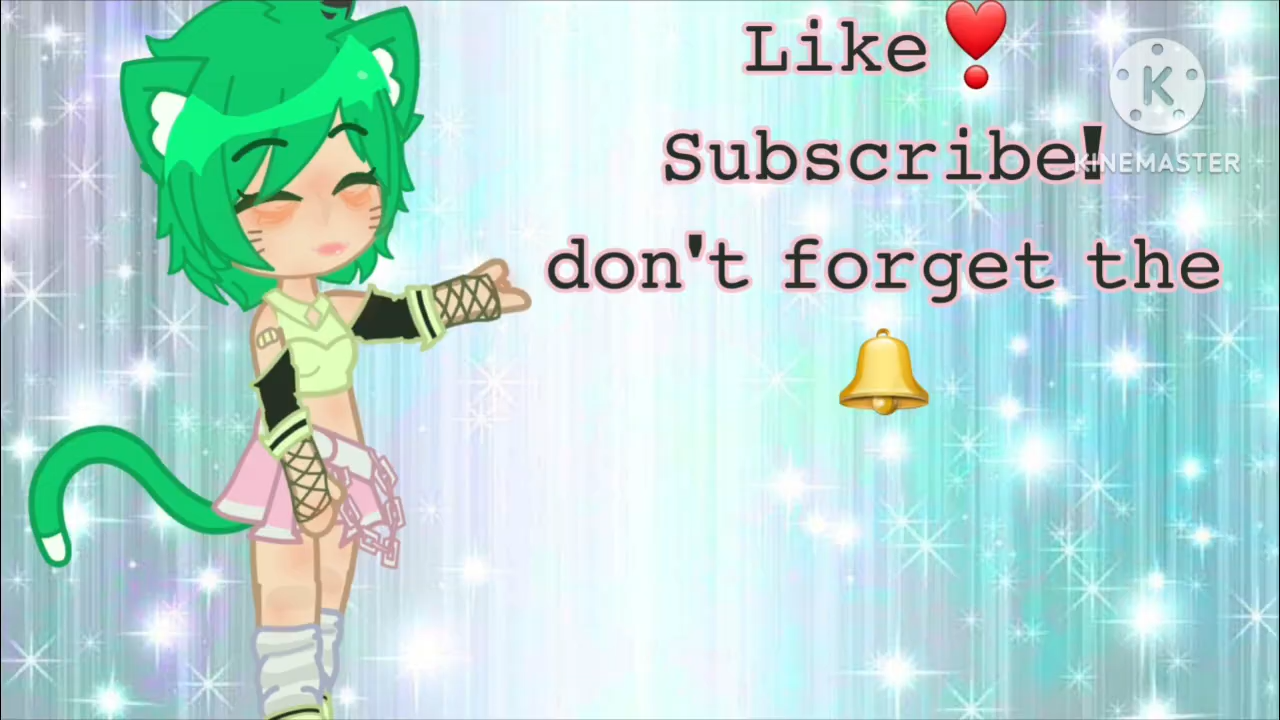 Like❣️
K
Subscribe!
KINEMASTER
don't forget the
🔔